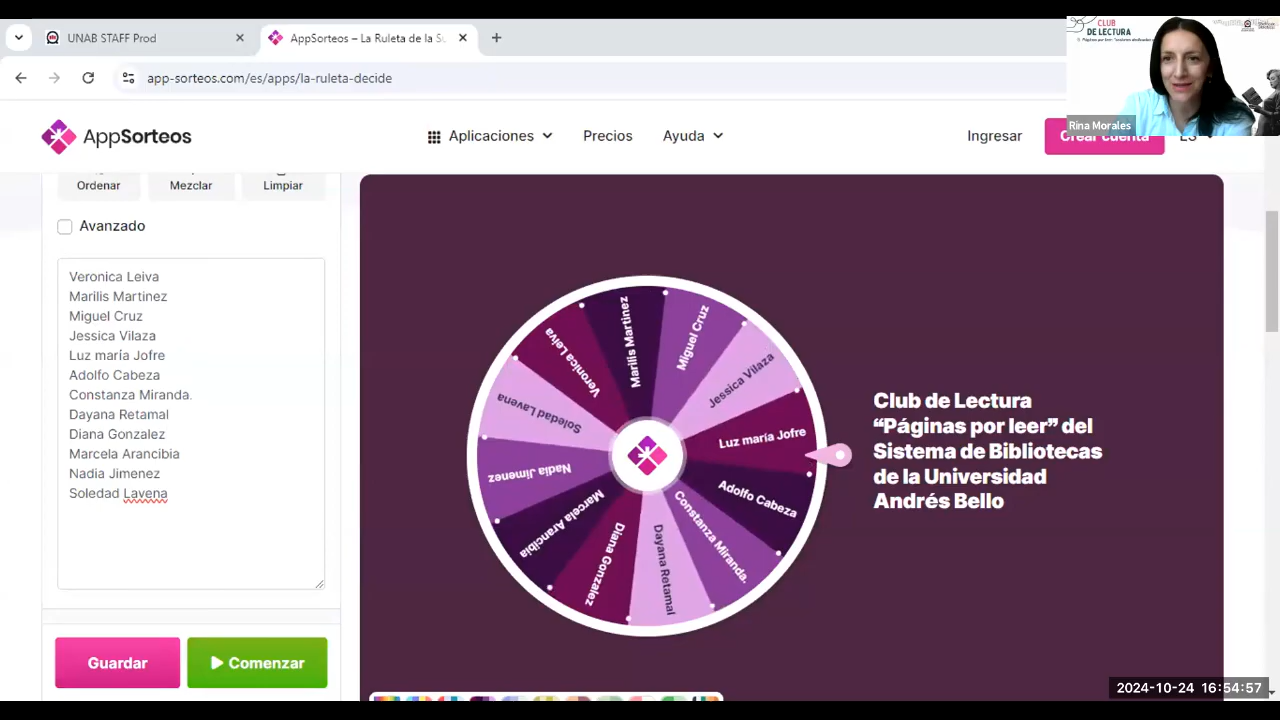 UNAB STAFF Prod
AppSorteos – La Ruleta de la Su
app-sorteos.com/es/apps/la-ruleta-decide
CLUB
DE LECTURA
Rina Morales
AppSorteos
Aplicaciones
Precios
Ayuda
Ingresar
Crear cuenta
ES
Ordenar
Mezclar
Limpiar
Avanzado
Veronica Leiva
Marilis Martinez
Miguel Cruz
Jessica Vilaza
Luz maría Jofre
Adolfo Cabeza
Constanza Miranda.
Dayana Retamal
Diana Gonzalez
Marcela Arancibia
Nadia Jimenez
Soledad Lavena
Guardar
Comenzar
Veronica Leiva
Marilis Martinez
Miguel Cruz
Jessica Vilaza
Luz maría Jofre
Adolfo Cabeza
Constanza Miranda.
Dayana Retamal
Diana Gonzalez
Marcela Arancibia
Nadia Jimenez
Soledad Lavena
Club de Lectura
“Páginas por leer” del
Sistema de Bibliotecas
de la Universidad
Andrés Bello
2024-10-24 16:54:57